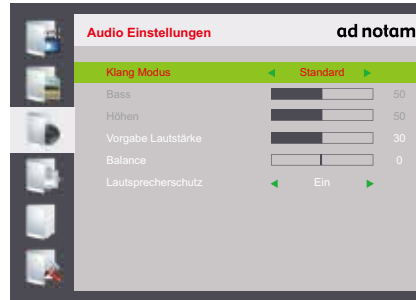 Audio Einstellungen
ad notam
Klang Modus Standard
Bass 50
Höhen 50
Vorgabe Lautstärke 30
Balance 0
Lautsprecherschutz Ein